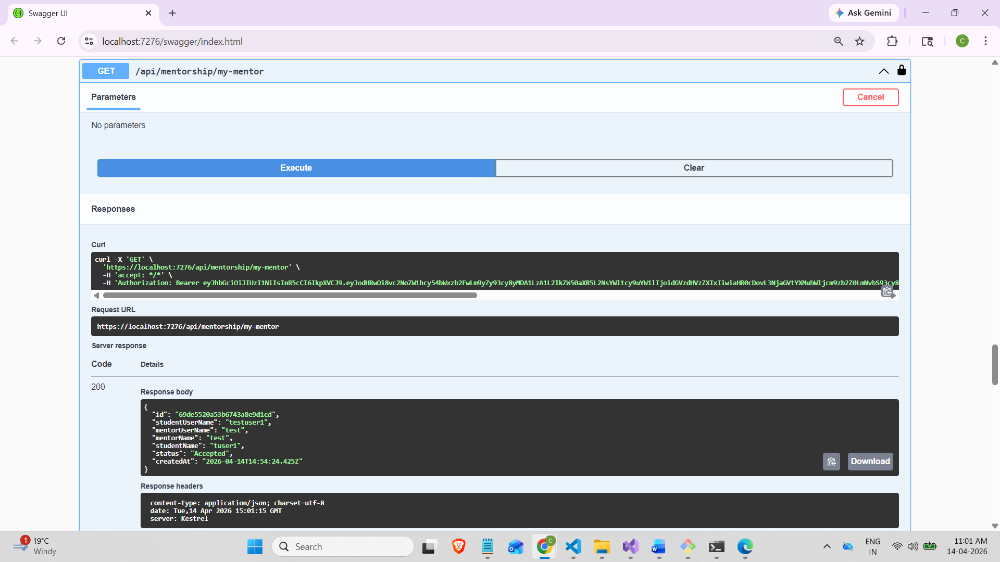 Swagger UI
Ask Gemini
localhost:7276/swagger/index.html
C
GET /api/mentorship/my-mentor
Parameters
Cancel
No parameters
Execute
Clear
Responses
Curl
curl -X 'GET' \
'https://localhost:7276/api/mentorship/my-mentor' \
-H 'accept: */*' \
-H 'Authorization: Bearer
Request URL
https://localhost:7276/api/mentorship/my-mentor
Server response
Code Details
200
Response body
{
"id": "69de5520a53b6743a8e9d1cd",
"studentUserName": "testuser1",
"mentorUserName": "test",
"mentorName": "test",
"studentName": "tuser1",
"status": "Accepted",
"createdAt": "2026-04-14T14:54:24.425Z"
}
Download
Response headers
content-type: application/json; charset=utf-8
date: Tue,14 Apr 2026 15:01:15 GMT
server: Kestrel
1
19°C
Windy
Search
C
ENG
IN
11:01 AM
14-04-2026